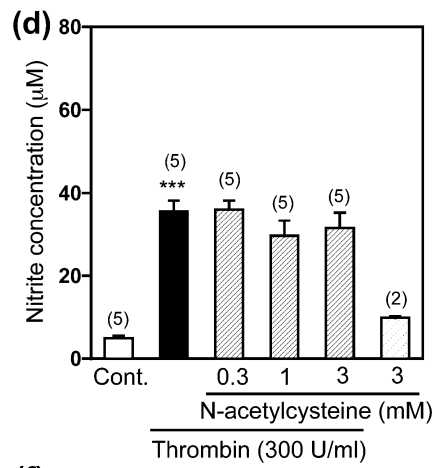 (d)
80
60
40
20
0
Nitrite concentration (μM)
(5)
(5)
***
(5)
(5)
(5)
(2)
Cont. 0.3 1 3 3
N-acetylcysteine (mM)
Thrombin (300 U/ml)